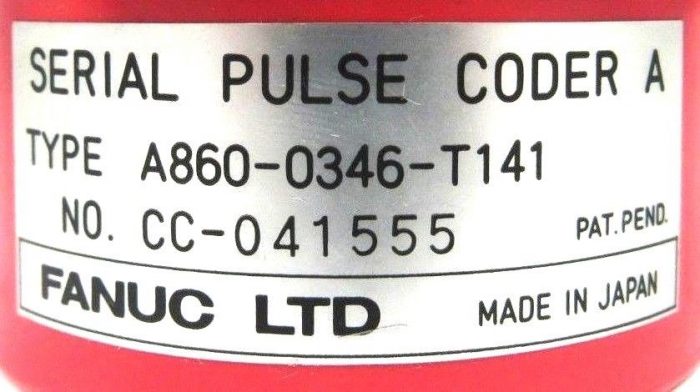 SERIAL PULSE CODER A
TYPE A860-0346-T141
NO. CC-041555 PAT. PEND.
FANUC LTD MADE IN JAPAN